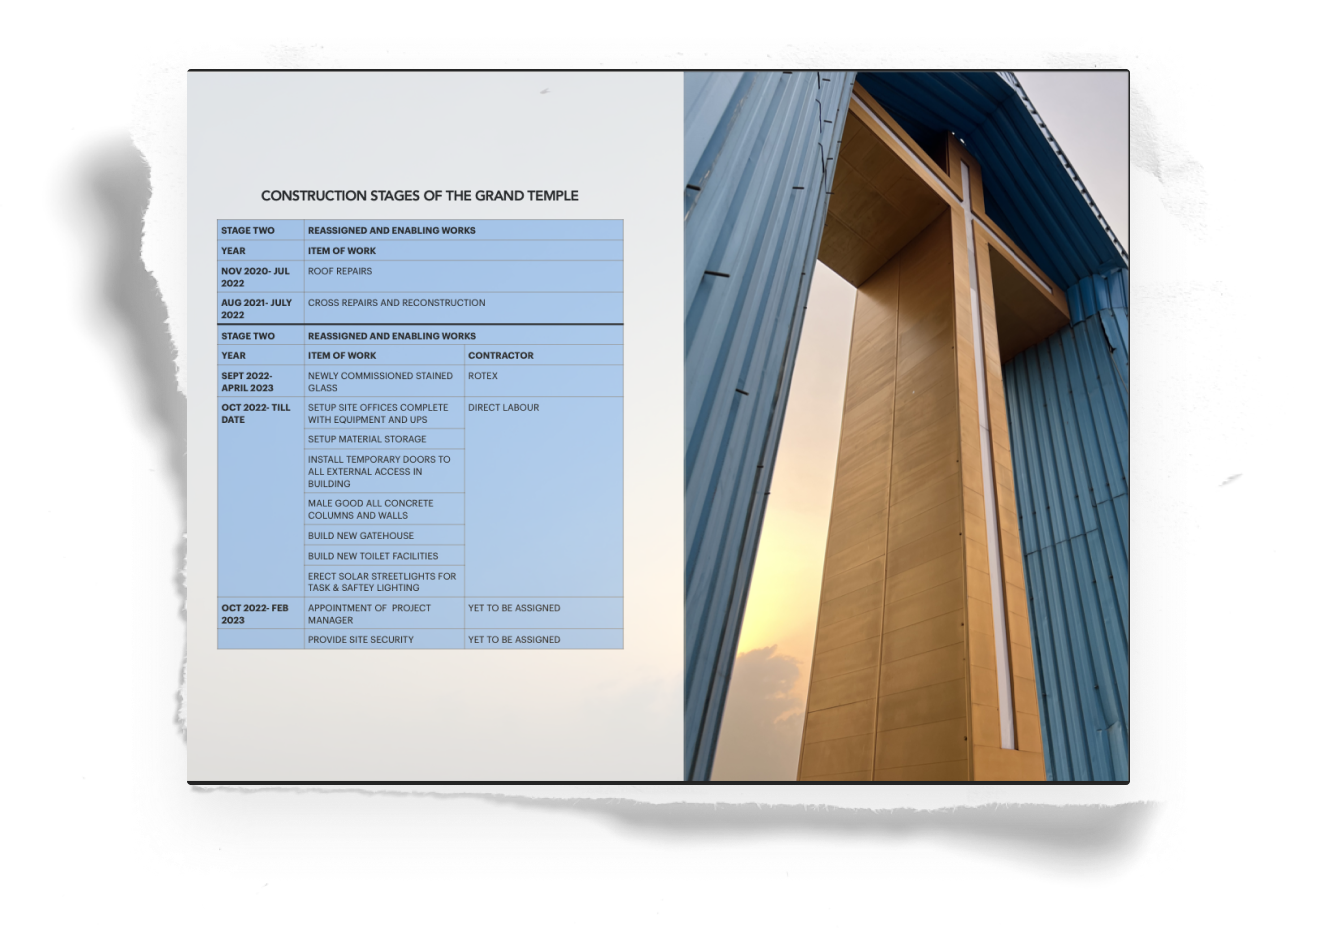 CONSTRUCTION STAGES OF THE GRAND TEMPLE
STAGE TWO REASSIGNED AND ENABLING WORKS
YEAR ITEM OF WORK
NOV 2020- JUL
2022
ROOF REPAIRS
AUG 2021- JULY
2022
CROSS REPAIRS AND RECONSTRUCTION
STAGE TWO REASSIGNED AND ENABLING WORKS
YEAR ITEM OF WORK CONTRACTOR
SEPT 2022-
APRIL 2023
NEWLY COMMISSIONED STAINED
GLASS
ROTEX
OCT 2022- TILL
DATE
SETUP SITE OFFICES COMPLETE
WITH EQUIPMENT AND UPS
DIRECT LABOUR
SETUP MATERIAL STORAGE
INSTALL TEMPORARY DOORS TO
ALL EXTERNAL ACCESS IN
BUILDING
MALE GOOD ALL CONCRETE
COLUMNS AND WALLS
BUILD NEW GATEHOUSE
BUILD NEW TOILET FACILITIES
ERECT SOLAR STREETLIGHTS FOR
TASK & SAFTEY LIGHTING
OCT 2022- FEB
2023
APPOINTMENT OF PROJECT
MANAGER
YET TO BE ASSIGNED
PROVIDE SITE SECURITY YET TO BE ASSIGNED